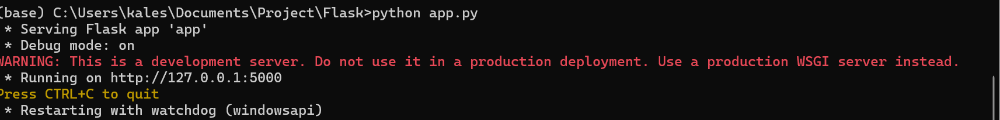 (base) C:\Users\kales\Documents\Project\Flask>python app.py
 * Serving Flask app 'app'
 * Debug mode: on
WARNING: This is a development server. Do not use it in a production deployment. Use a production WSGI server instead.
 * Running on http://127.0.0.1:5000
Press CTRL+C to quit
 * Restarting with watchdog (windowsapi)